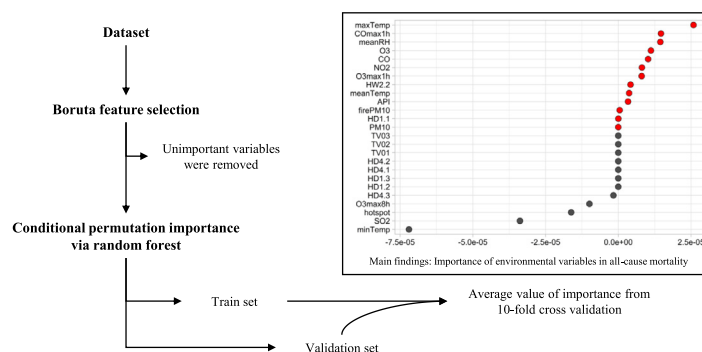 Dataset
Boruta feature selection
Unimportant variables
were removed
Conditional permutation importance
via random forest
Train set
Validation set
Average value of importance from
10-fold cross validation
maxTemp
COmax1h
meanRH
O3
CO
NO2
O3max1h
HW2.2
meanTemp
API
firePM10
HD1.1
PM10
TV03
TV02
TV01
HD4.2
HD4.1
HD1.3
HD1.2
HD4.3
O3max8h
hotspot
SO2
minTemp
-7.5e-05 -5.0e-05 -2.5e-05 0.0e+00 2.5e-05
Main findings: Importance of environmental variables in all-cause mortality